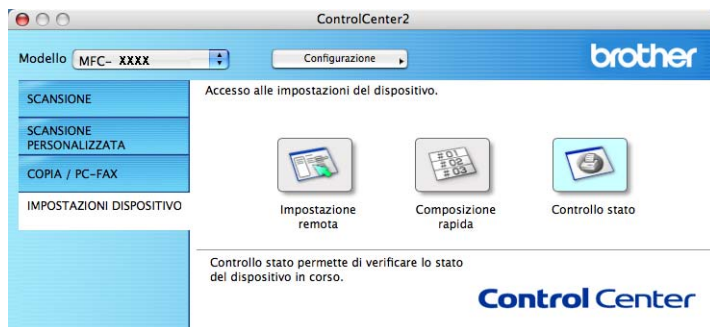 ControlCenter2
Modello MFC- XXXX Configurazione brother
SCANSIONE
SCANSIONE
PERSONALIZZATA
COPIA / PC-FAX
IMPOSTAZIONI DISPOSITIVO
Accesso alle impostazioni del dispositivo.
Impostazione
remota
#01
#02
#03
Composizione
rapida
Controllo stato
Controllo stato permette di verificare lo stato
del dispositivo in corso.
Control Center